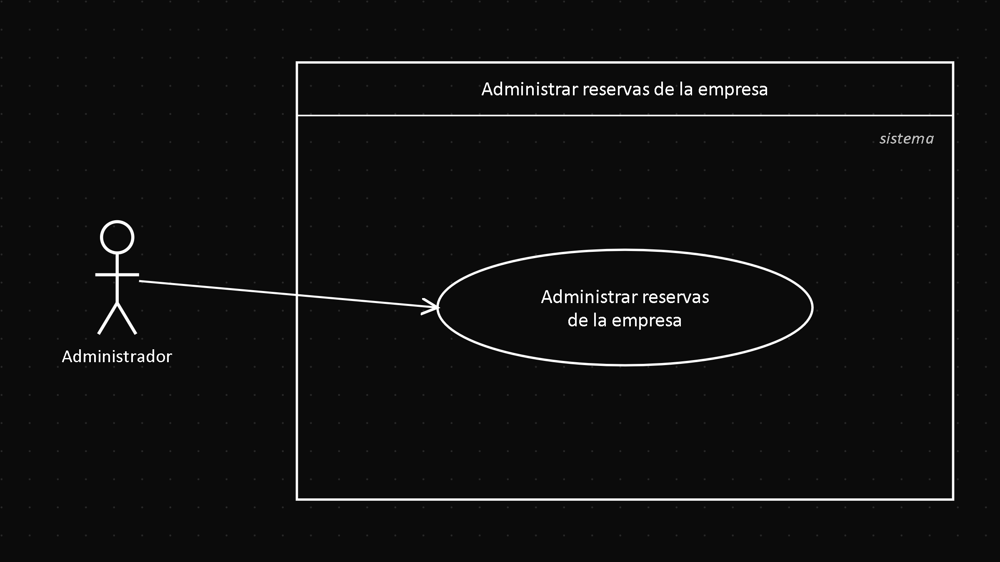 Administrar reservas de la empresa
sistema
Administrar reservas
de la empresa
Administrador